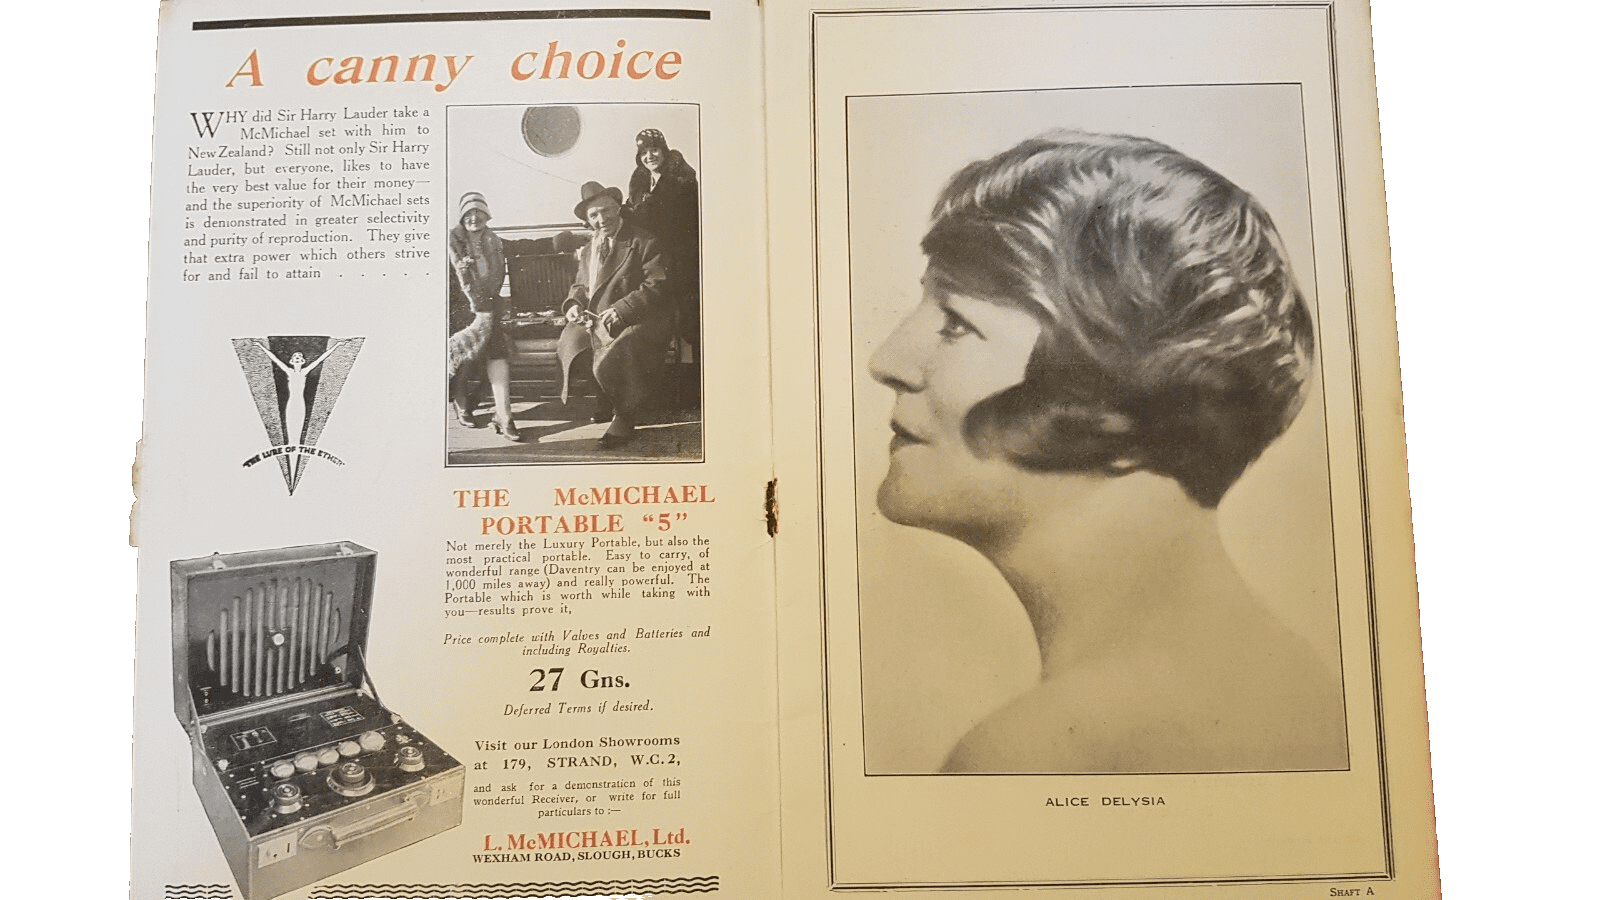 A canny choice
WHY did Sir Harry Lauder take a
McMichael set with him to
New Zealand? Still not only Sir Harry
Lauder, but everyone, likes to have
the very best value for their money—
and the superiority of McMichael sets
is demonstrated in greater selectivity
and purity of reproduction. They give
that extra power which others strive
for and fail to attain . . . . .
"THE LURE OF THE ETHER"
THE McMICHAEL
PORTABLE "5"
Not merely the Luxury Portable, but also the
most practical portable. Easy to carry, of
wonderful range (Daventry can be enjoyed at
1,000 miles away) and really powerful. The
Portable which is worth while taking with
you—results prove it,
Price complete with Valves and Batteries and
including Royalties.
27 Gns.
Deferred Terms if desired.
Visit our London Showrooms
at 179, STRAND, W.C.2,
and ask for a demonstration of this
wonderful Receiver, or write for full
particulars to :—
L. McMICHAEL, Ltd.
WEXHAM ROAD, SLOUGH, BUCKS
ALICE DELYSIA
SHAFT A